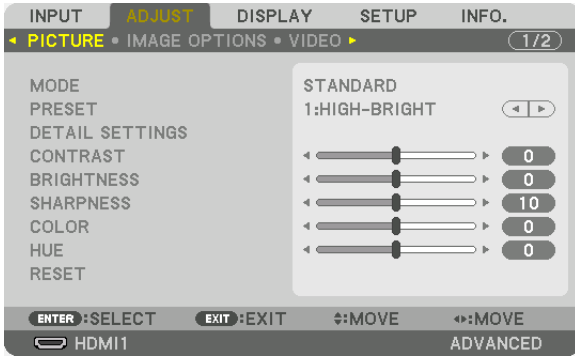 INPUT ADJUST DISPLAY SETUP INFO.
PICTURE • IMAGE OPTIONS • VIDEO 1/2
MODE STANDARD
PRESET 1:HIGH-BRIGHT
DETAIL SETTINGS
CONTRAST 0
BRIGHTNESS 0
SHARPNESS 10
COLOR 0
HUE 0
RESET
ENTER:SELECT EXIT:EXIT :MOVE :MOVE
HDMI1 ADVANCED